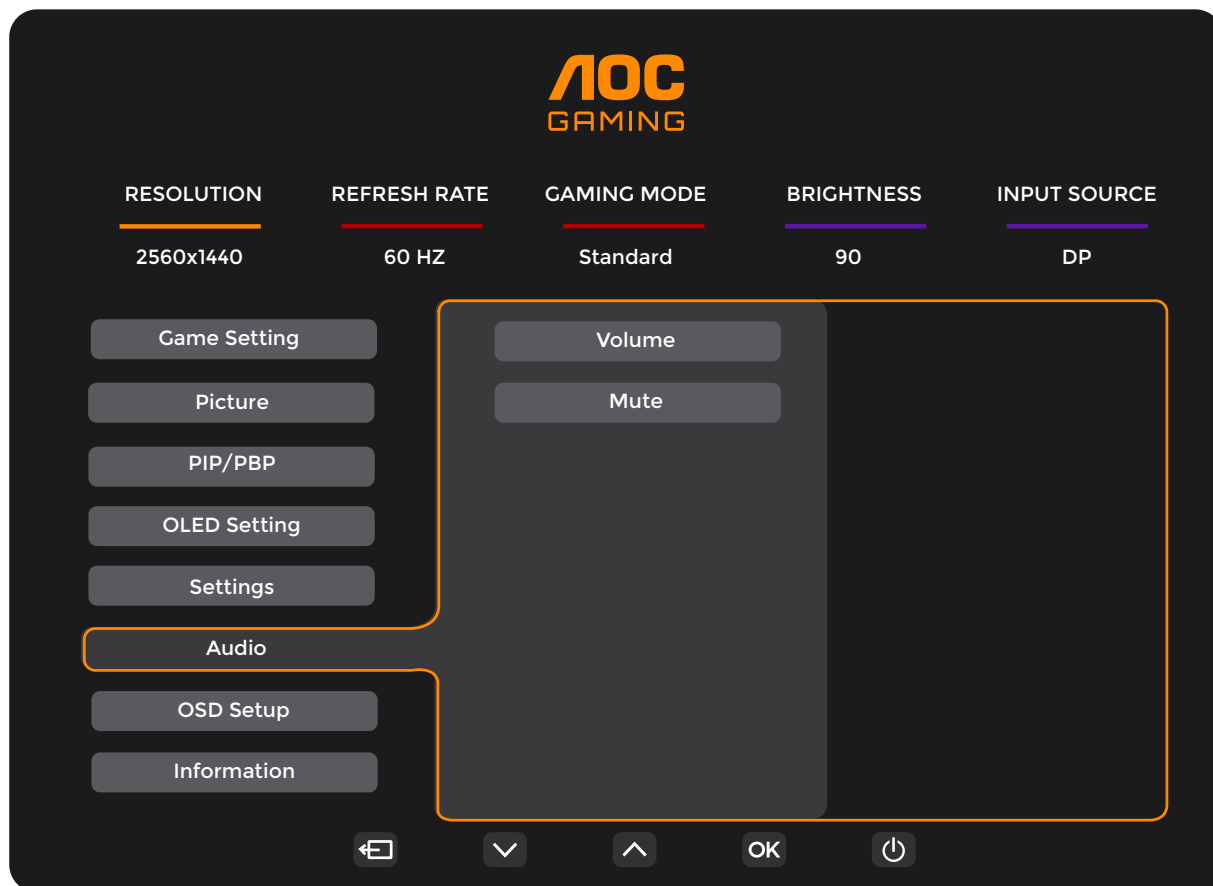 AOC
GAMING
RESOLUTION REFRESH RATE GAMING MODE BRIGHTNESS INPUT SOURCE
2560x1440 60 HZ Standard 90 DP
Game Setting
Volume
Picture
Mute
PIP/PBP
OLED Setting
Settings
Audio
OSD Setup
Information
OK